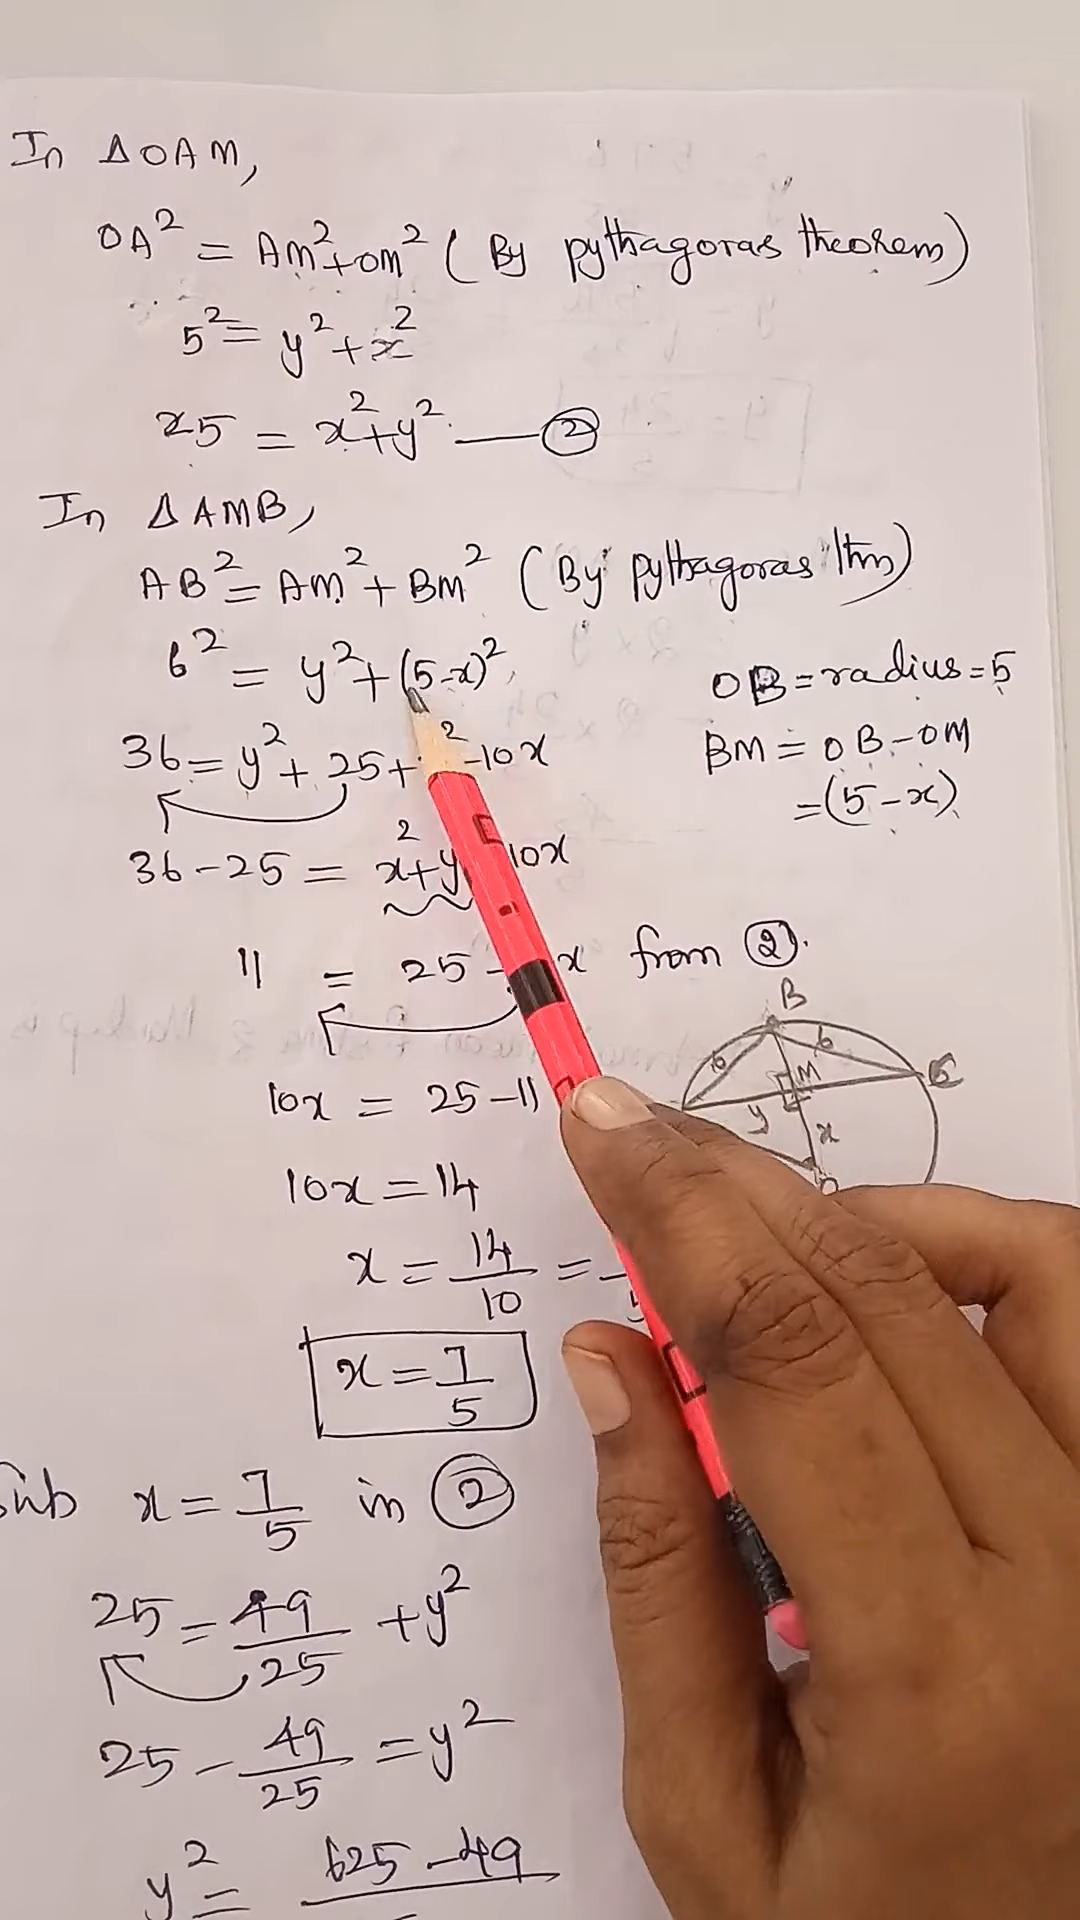 In ΔOAM,
OA² = AM² + OM² (By pythagoras theorem)
5² = y² + x²
25 = x² + y² — ②
In ΔAMB,
AB² = AM² + BM² (By pythagoras thm)
6² = y² + (5-x)²
OB = radius = 5
36 = y² + 25 + ² -10x
BM = OB - OM
= (5-x)
36 - 25 = x² + y 10x
11 = 25 - x from ②.
B
6 6
M
C
y
x
10x = 25 - 11
10x = 14
x = 14/10 =
x = 7/5
Sub x = 7/5 in ②
25 = 49/25 + y²
25 - 49/25 = y²
y² = 625 - 49